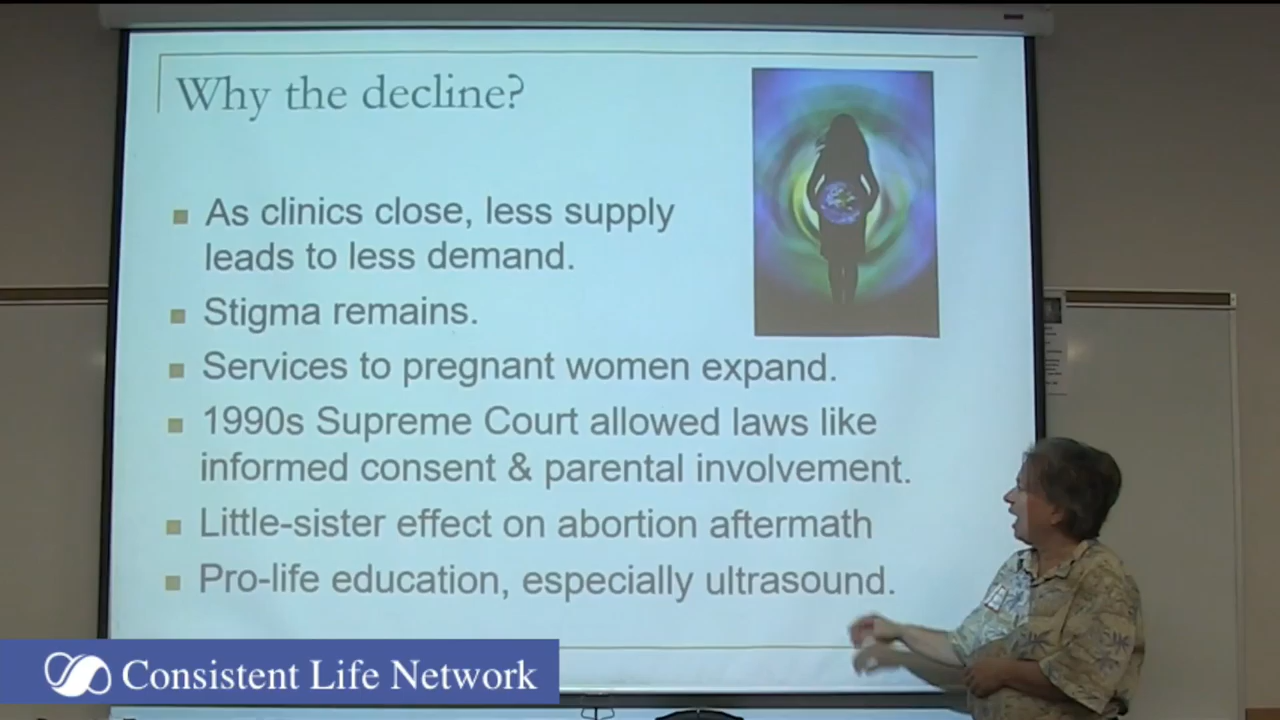 Why the decline?
As clinics close, less supply
leads to less demand.
Stigma remains.
Services to pregnant women expand.
1990s Supreme Court allowed laws like
informed consent & parental involvement.
Little-sister effect on abortion aftermath
Pro-life education, especially ultrasound.
Consistent Life Network